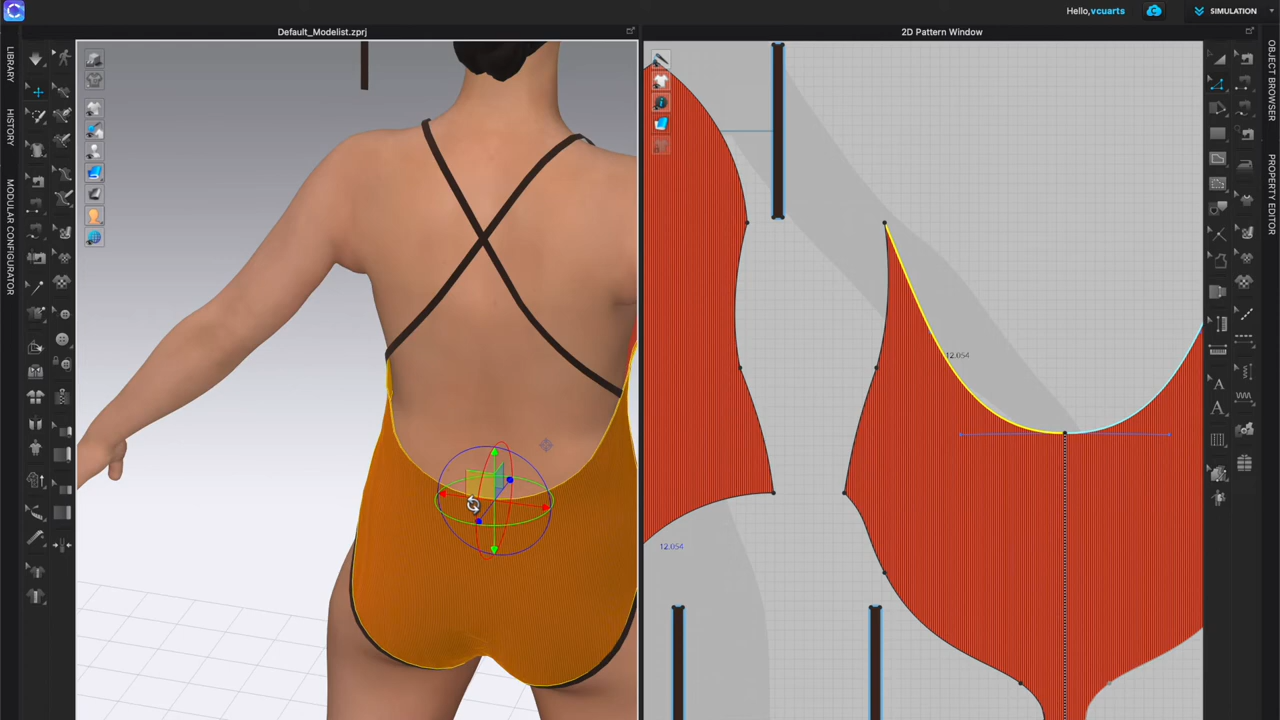 Hello,vcuarts
SIMULATION
Default_Modelist.zprj
2D Pattern Window
LIBRARY
HISTORY
MODULAR CONFIGURATOR
OBJECT BROWSER
PROPERTY EDITOR
12.054
12.054
A
A